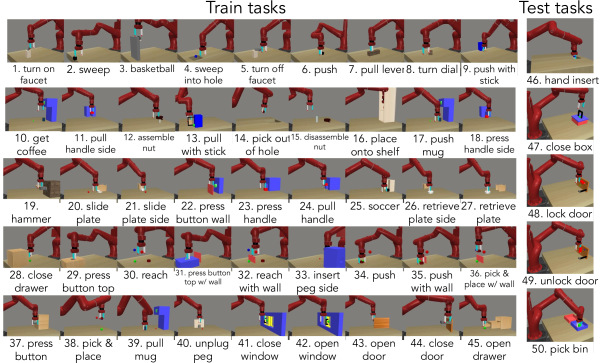 Train tasks
Test tasks
1. turn on
faucet
2. sweep
3. basketball
4. sweep
into hole
5. turn off
faucet
6. push
7. pull lever
8. turn dial
9. push with
stick
46. hand insert
10. get
coffee
11. pull
handle side
12. assemble
nut
13. pull
with stick
14. pick out
of hole
15. disassemble
nut
16. place
onto shelf
17. push
mug
18. press
handle side
47. close box
19.
hammer
20. slide
plate
21. slide
plate side
22. press
button wall
23. press
handle
24. pull
handle
25. soccer
26. retrieve
plate side
27. retrieve
plate
48. lock door
28. close
drawer
29. press
button top
30. reach
31. press button
top w/ wall
32. reach
with wall
33. insert
peg side
34. push
35. push
with wall
36. pick &
place w/ wall
49. unlock door
37. press
button
38. pick &
place
39. pull
mug
40. unplug
peg
41. close
window
42. open
window
43. open
door
44. close
door
45. open
drawer
50. pick bin